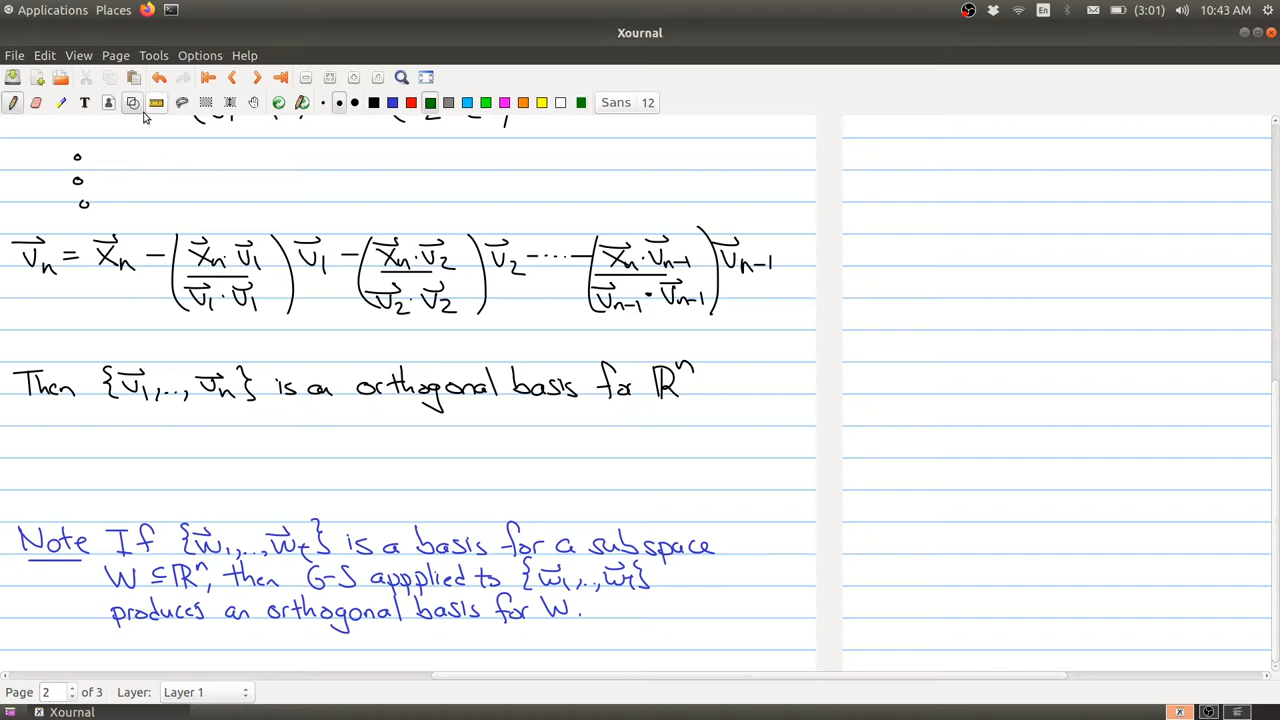 Applications Places En (3:01) 10:43 AM
Xournal
File Edit View Page Tools Options Help
T Sans 12
v⃗n = x⃗n − (x⃗n·v⃗1 / v⃗1·v⃗1) v⃗1 − (x⃗n·v⃗2 / v⃗2·v⃗2) v⃗2 -····- (x⃗n·v⃗n-1 / v⃗n-1·v⃗n-1) v⃗n-1
Then {v⃗1,..., v⃗n} is an orthogonal basis for ℝⁿ
Note If {w⃗1,...,w⃗t} is a basis for a subspace
W ⊆ ℝⁿ, then G-S appplied to {w⃗1,...,w⃗t}
produces an orthogonal basis for W.
Page 2 of 3 Layer: Layer 1
Xournal